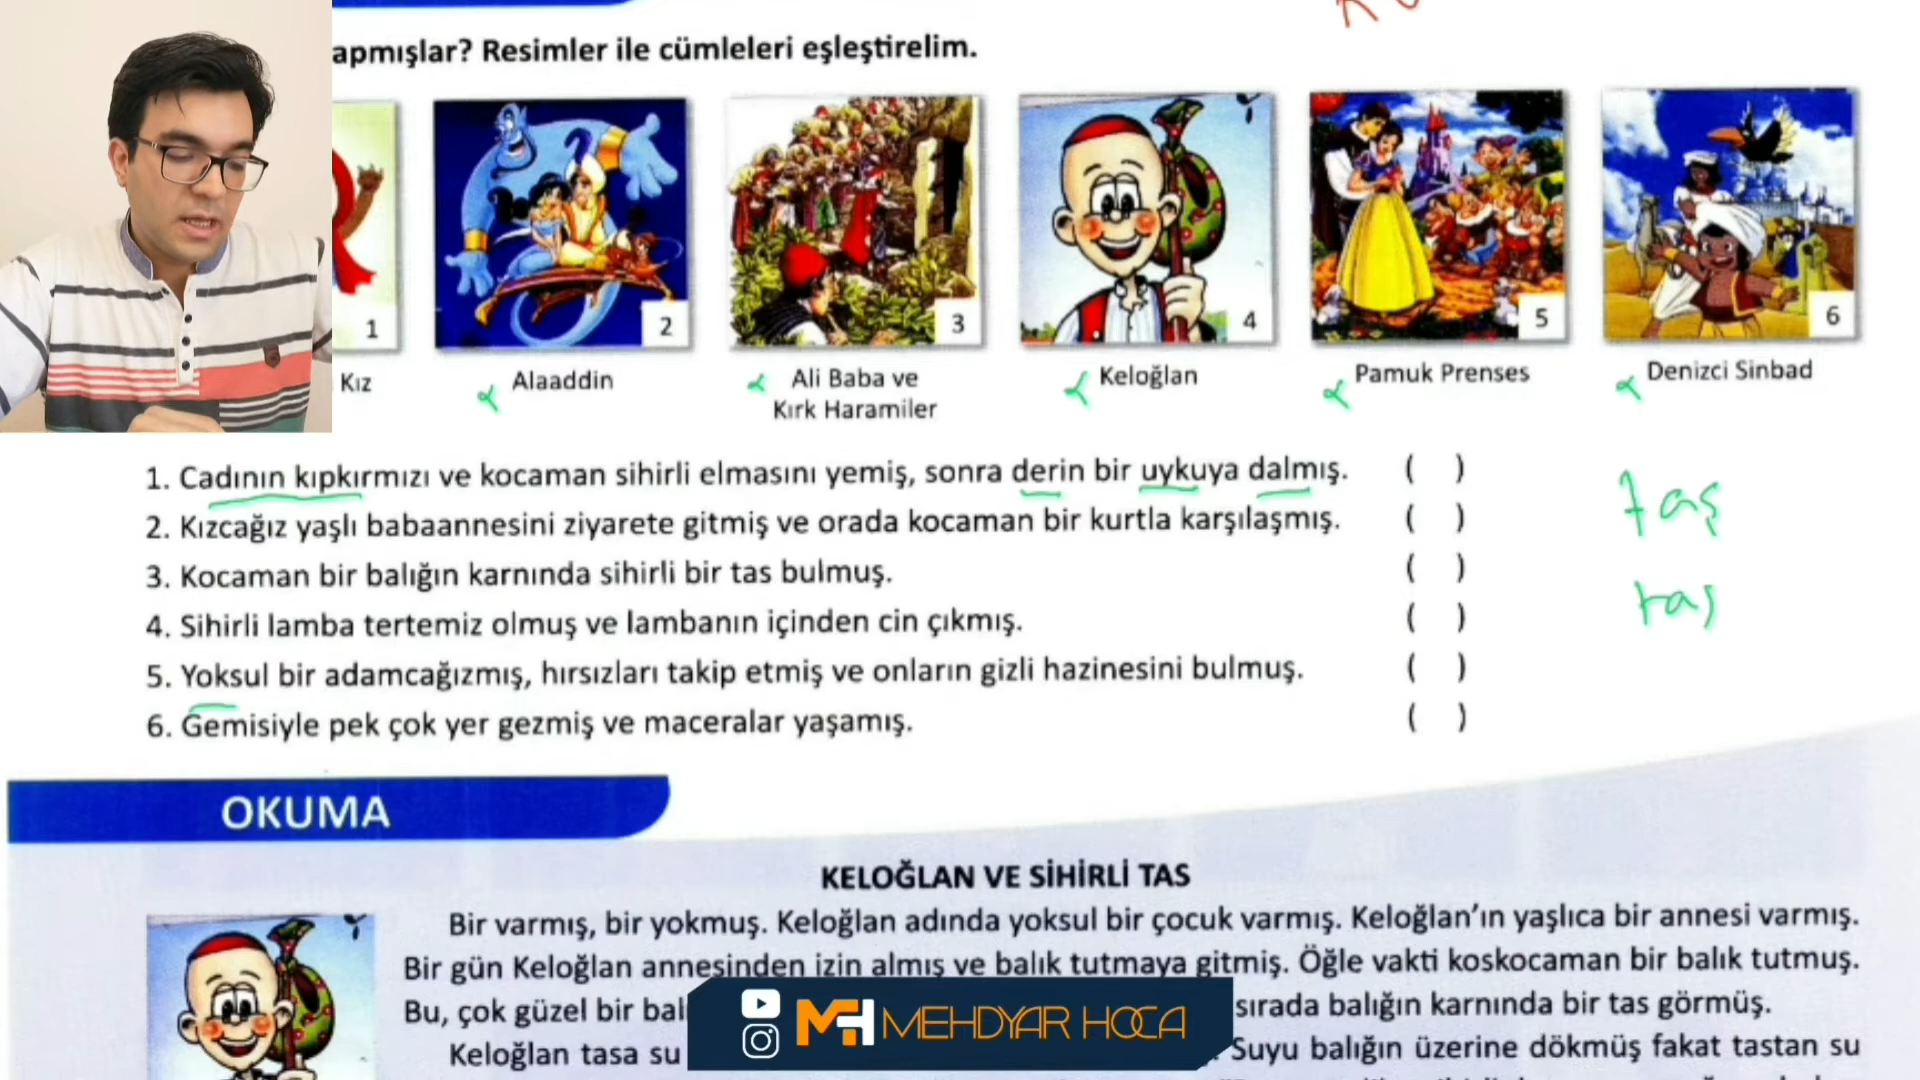 apmışlar? Resimler ile cümleleri eşleştirelim.
1
2
3
4
5
6
Kız
Alaaddin
Ali Baba ve
Kırk Haramiler
Keloğlan
Pamuk Prenses
Denizci Sinbad
1. Cadının kıpkırmızı ve kocaman sihirli elmasını yemiş, sonra derin bir uykuya dalmış. ( )
2. Kızcağız yaşlı babaannesini ziyarete gitmiş ve orada kocaman bir kurtla karşılaşmış. ( )
3. Kocaman bir balığın karnında sihirli bir tas bulmuş. ( )
4. Sihirli lamba tertemiz olmuş ve lambanın içinden cin çıkmış. ( )
5. Yoksul bir adamcağızmış, hırsızları takip etmiş ve onların gizli hazinesini bulmuş. ( )
6. Gemisiyle pek çok yer gezmiş ve maceralar yaşamış. ( )
taş
tas
OKUMA
KELOĞLAN VE SİHİRLİ TAS
Bir varmış, bir yokmuş. Keloğlan adında yoksul bir çocuk varmış. Keloğlan’ın yaşlıca bir annesi varmış.
Bir gün Keloğlan annesinden izin almış ve balık tutmaya gitmiş. Öğle vakti koskocaman bir balık tutmuş.
Bu, çok güzel bir bal sırada balığın karnında bir tas görmüş.
Keloğlan tasa su Suyu balığın üzerine dökmüş fakat tastan su
MEHDYAR HOCA